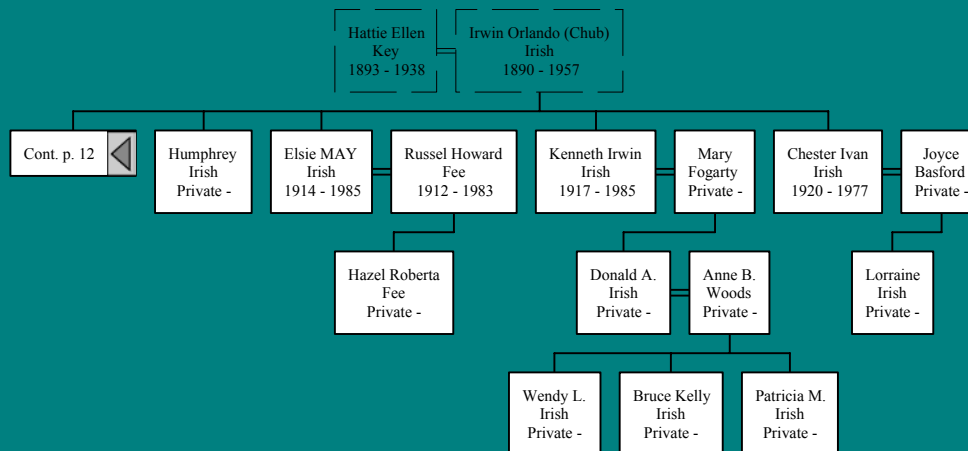 Hattie Ellen
Key
1893 - 1938
Irwin Orlando (Chub)
Irish
1890 - 1957
Cont. p. 12
Humphrey
Irish
Private -
Elsie MAY
Irish
1914 - 1985
Russel Howard
Fee
1912 - 1983
Kenneth Irwin
Irish
1917 - 1985
Mary
Fogarty
Private -
Chester Ivan
Irish
1920 - 1977
Joyce
Basford
Private -
Hazel Roberta
Fee
Private -
Donald A.
Irish
Private -
Anne B.
Woods
Private -
Lorraine
Irish
Private -
Wendy L.
Irish
Private -
Bruce Kelly
Irish
Private -
Patricia M.
Irish
Private -